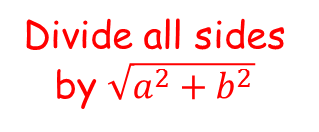 Divide all sides
by √(a² + b²)